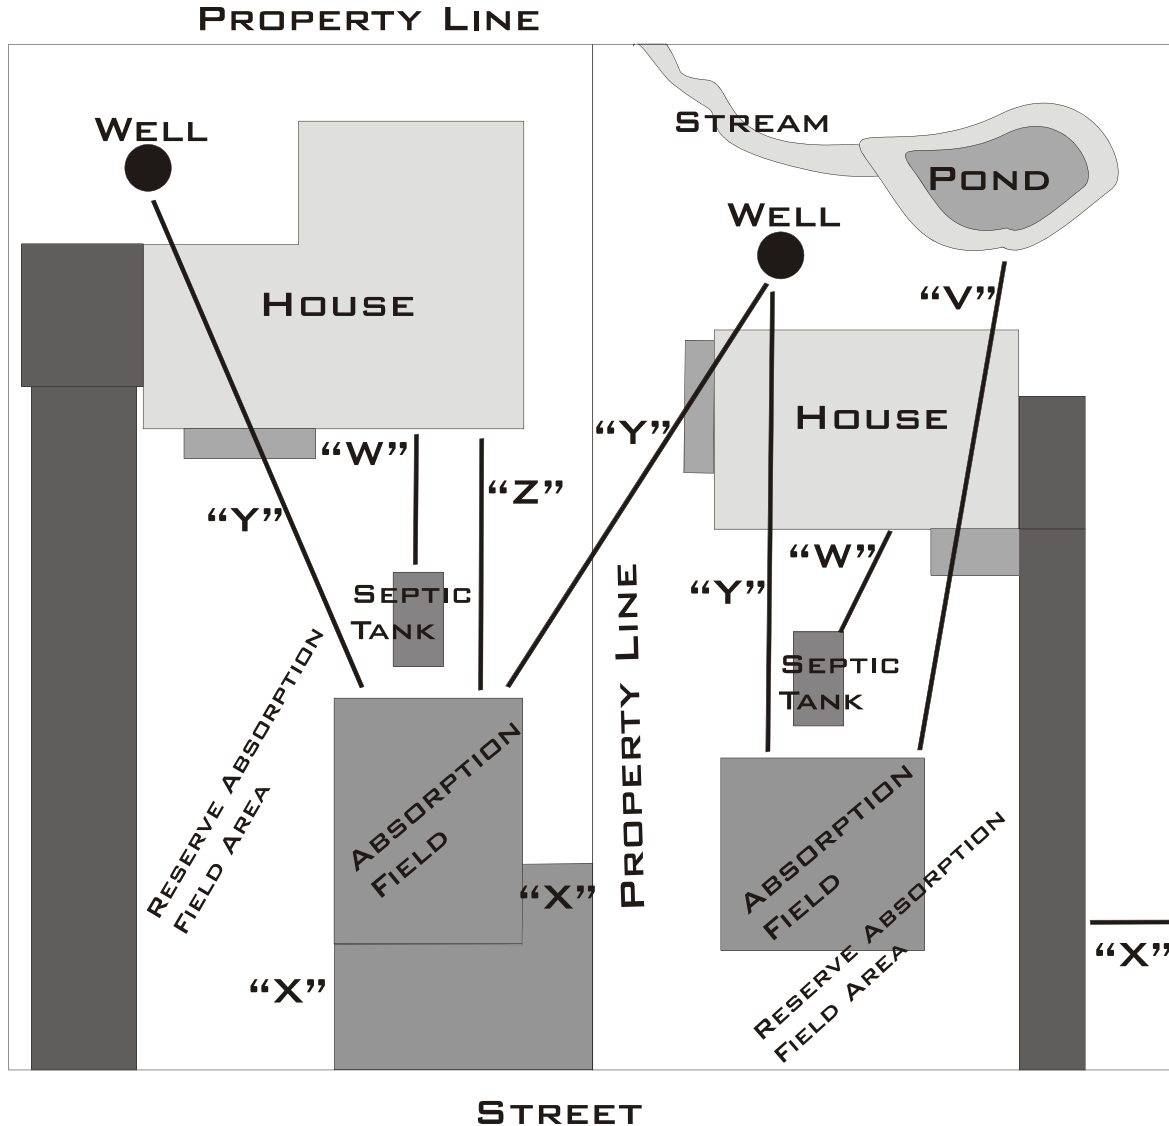 PROPERTY LINE
WELL
STREAM
POND
WELL
HOUSE
“V”
HOUSE
“Y”
“W”
“Z”
“Y”
“W”
“Y”
SEPTIC
TANK
PROPERTY LINE
SEPTIC
TANK
RESERVE ABSORPTION
FIELD AREA
ABSORPTION
FIELD
“X”
ABSORPTION
FIELD
RESERVE ABSORPTION
FIELD AREA
“X”
“X”
STREET